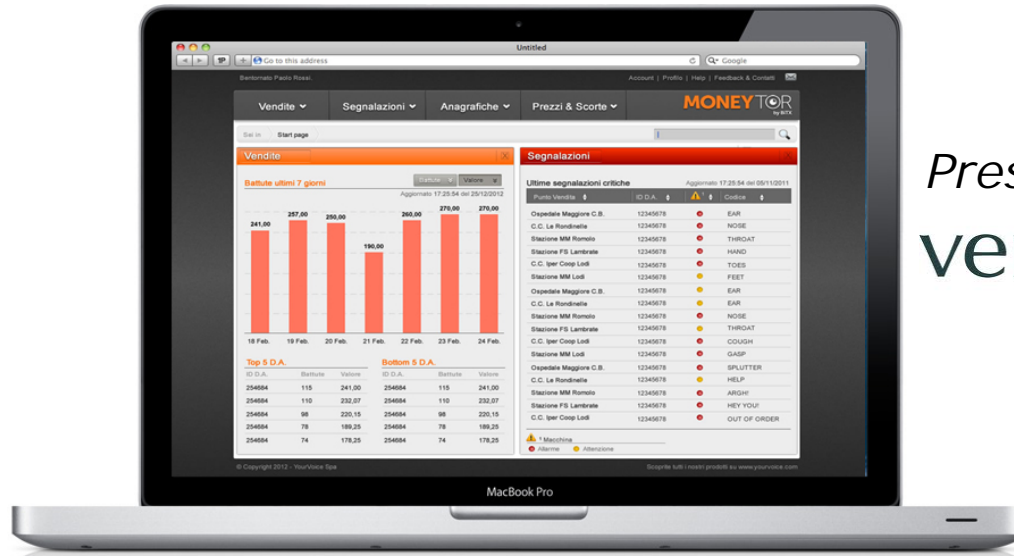 Untitled
Go to this address
Google
Bentornato Paolo Rossi.
Account | Profilo | Help | Feedback & Contatti
Vendite
Segnalazioni
Anagrafiche
Prezzi & Scorte
MONEYTOR
by BITX
Sei in
Start page
Vendite
Battute ultimi 7 giorni
Battute
Valore
Aggiornato 17:25:54 del 25/12/2012
241,00 257,00 250,00 190,00 260,00 270,00 270,00
18 Feb. 19 Feb. 20 Feb. 21 Feb. 22 Feb. 23 Feb. 24 Feb.
Top 5 D.A.
ID D.A. Battute Valore
254684 115 241,00
254684 110 232,07
254684 98 220,15
254684 78 189,25
254684 74 178,25
Bottom 5 D.A.
ID D.A. Battute Valore
254684 115 241,00
254684 110 232,07
254684 98 220,15
254684 78 189,25
254684 74 178,25
Segnalazioni
Ultime segnalazioni critiche
Aggiornato 17:25:54 del 05/11/2011
Punto Vendita ID D.A. 1 Codice
Ospedale Maggiore C.B. 12345678 EAR
C.C. Le Rondinelle 12345678 NOSE
Stazione MM Romolo 12345678 THROAT
Stazione FS Lambrate 12345678 HAND
C.C. Iper Coop Lodi 12345678 TOES
Stazione MM Lodi 12345678 FEET
Ospedale Maggiore C.B. 12345678 EAR
C.C. Le Rondinelle 12345678 EAR
Stazione MM Romolo 12345678 NOSE
Stazione FS Lambrate 12345678 THROAT
C.C. Iper Coop Lodi 12345678 COUGH
Stazione MM Lodi 12345678 GASP
Ospedale Maggiore C.B. 12345678 SPLUTTER
C.C. Le Rondinelle 12345678 HELP
Stazione MM Romolo 12345678 ARGH!
Stazione FS Lambrate 12345678 HEY YOU!
C.C. Iper Coop Lodi 12345678 OUT OF ORDER
1 Macchina
Allarme Attenzione
© Copyright 2012 - YourVoice Spa
Scoprite tutti i nostri prodotti su www.yourvoice.com
MacBook Pro